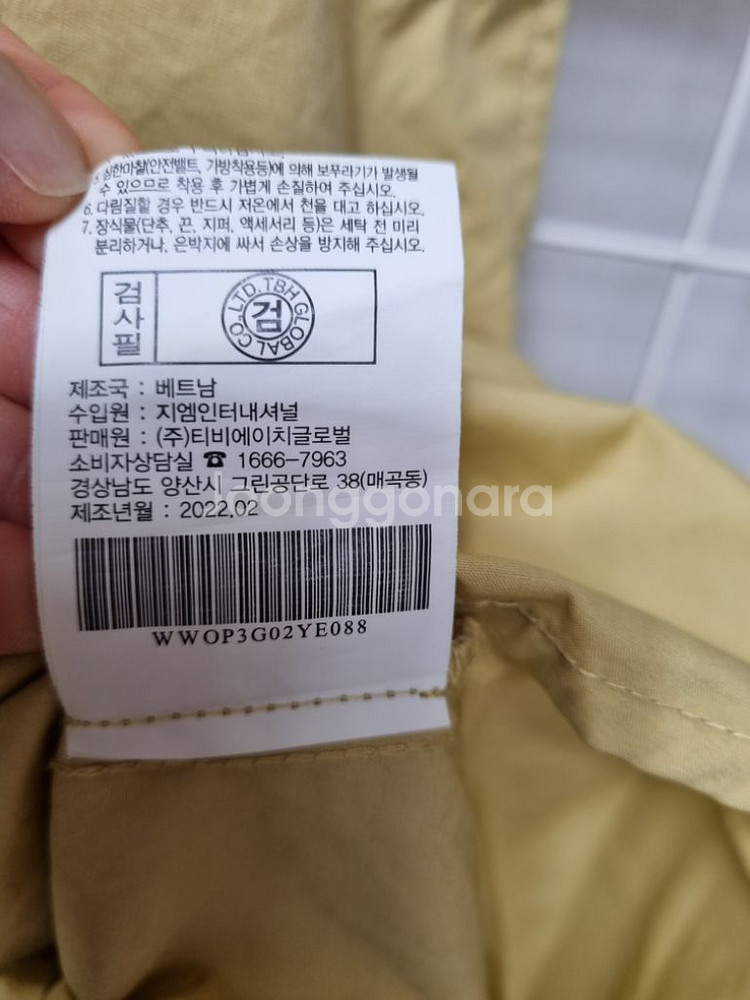 심한마찰(안전밸트, 가방착용등)에 의해 보푸라기가 발생될
수 있으므로 착용 후 가볍게 손질하여 주십시오.
6. 다림질할 경우 반드시 저온에서 천을 대고 하십시오.
7. 장식물(단추, 끈, 지퍼, 액세서리 등)은 세탁 전 미리
분리하거나, 은박지에 싸서 손상을 방지해 주십시오.
검사필
CO.,LTD.TBH GLOBAL
검
제조국 : 베트남
수입원 : 지엠인터내셔널
판매원 : (주)티비에이치글로벌
소비자상담실 ☎ 1666-7963
경상남도 양산시 그린공단로 38(매곡동)
제조년월 : 2022.02
joonggonara
WWOP3G02YE088